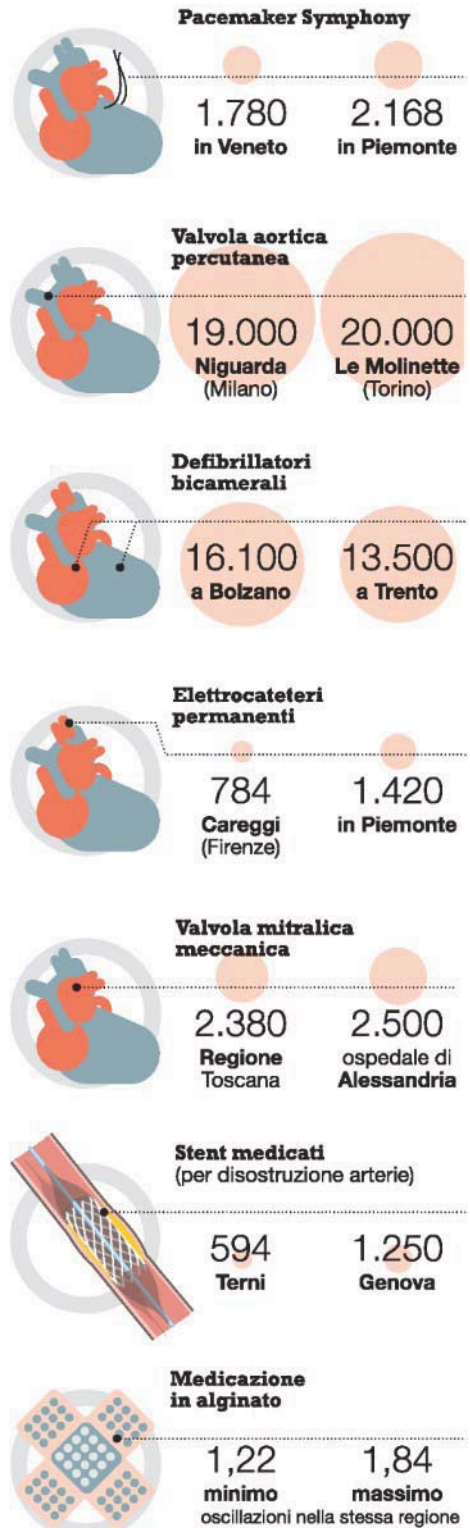 Pacemaker Symphony
1.780 2.168
in Veneto in Piemonte
Valvola aortica
percutanea
19.000 20.000
Niguarda Le Molinette
(Milano) (Torino)
Defibrillatori
bicamerali
16.100 13.500
a Bolzano a Trento
Elettrocateteri
permanenti
784 1.420
Careggi in Piemonte
(Firenze)
Valvola mitralica
meccanica
2.380 2.500
Regione ospedale di
Toscana Alessandria
Stent medicati
(per disostruzione arterie)
594 1.250
Terni Genova
Medicazione
in alginato
1,22 1,84
minimo massimo
oscillazioni nella stessa regione